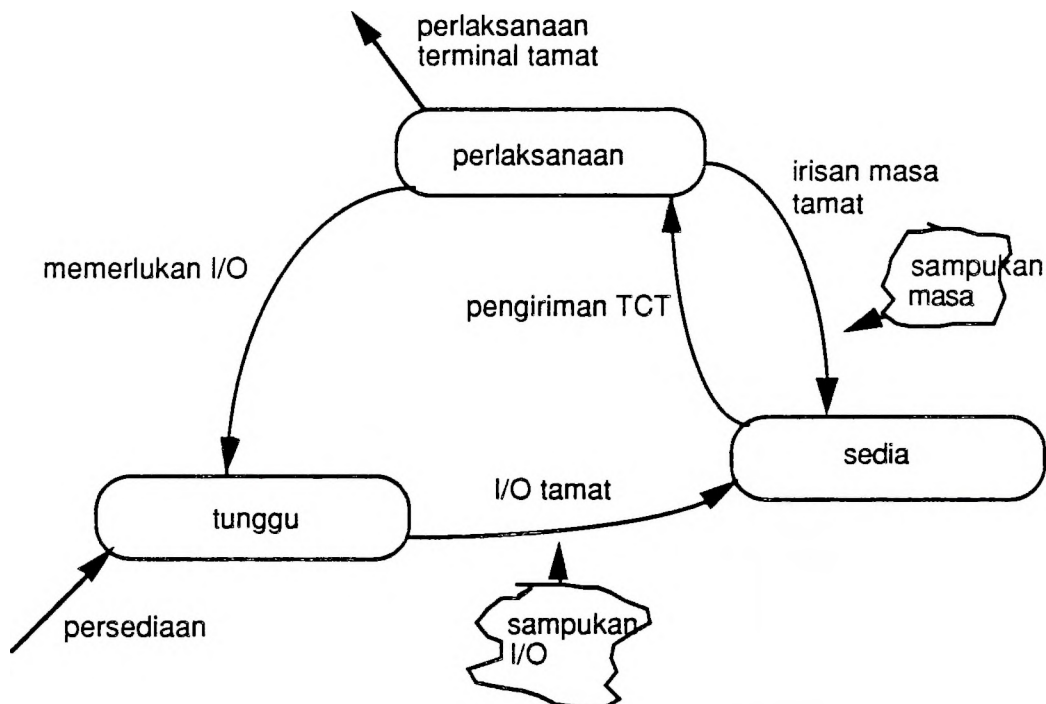 perlaksanaan
terminal tamat
perlaksanaan
irisan masa
tamat
sampukan
masa
memerlukan I/O
pengiriman TCT
sedia
I/O tamat
tunggu
persediaan
sampukan
I/O